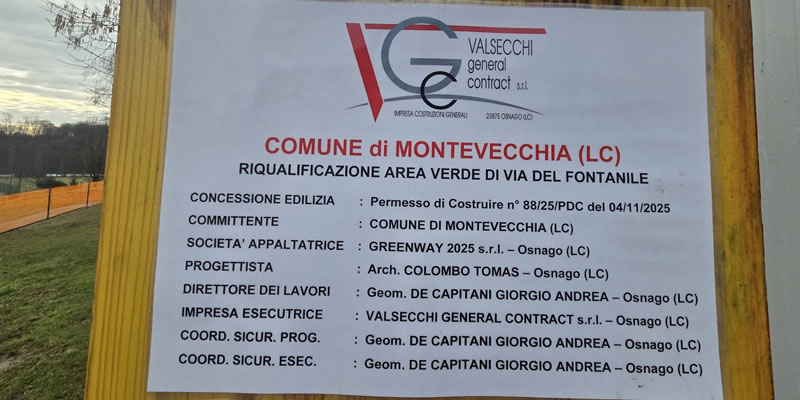 VALSECCHI
general
contract s.r.l.
IMPRESA COSTRUZIONI GENERALI 23875 OSNAGO (LC)
COMUNE di MONTEVECCHIA (LC)
RIQUALIFICAZIONE AREA VERDE DI VIA DEL FONTANILE
CONCESSIONE EDILIZIA : Permesso di Costruire n° 88/25/PDC del 04/11/2025
COMMITTENTE : COMUNE DI MONTEVECCHIA (LC)
SOCIETA' APPALTATRICE : GREENWAY 2025 s.r.l. – Osnago (LC)
PROGETTISTA : Arch. COLOMBO TOMAS – Osnago (LC)
DIRETTORE DEI LAVORI : Geom. DE CAPITANI GIORGIO ANDREA – Osnago (LC)
IMPRESA ESECUTRICE : VALSECCHI GENERAL CONTRACT s.r.l. – Osnago (LC)
COORD. SICUR. PROG. : Geom. DE CAPITANI GIORGIO ANDREA – Osnago (LC)
COORD. SICUR. ESEC. : Geom. DE CAPITANI GIORGIO ANDREA – Osnago (LC)